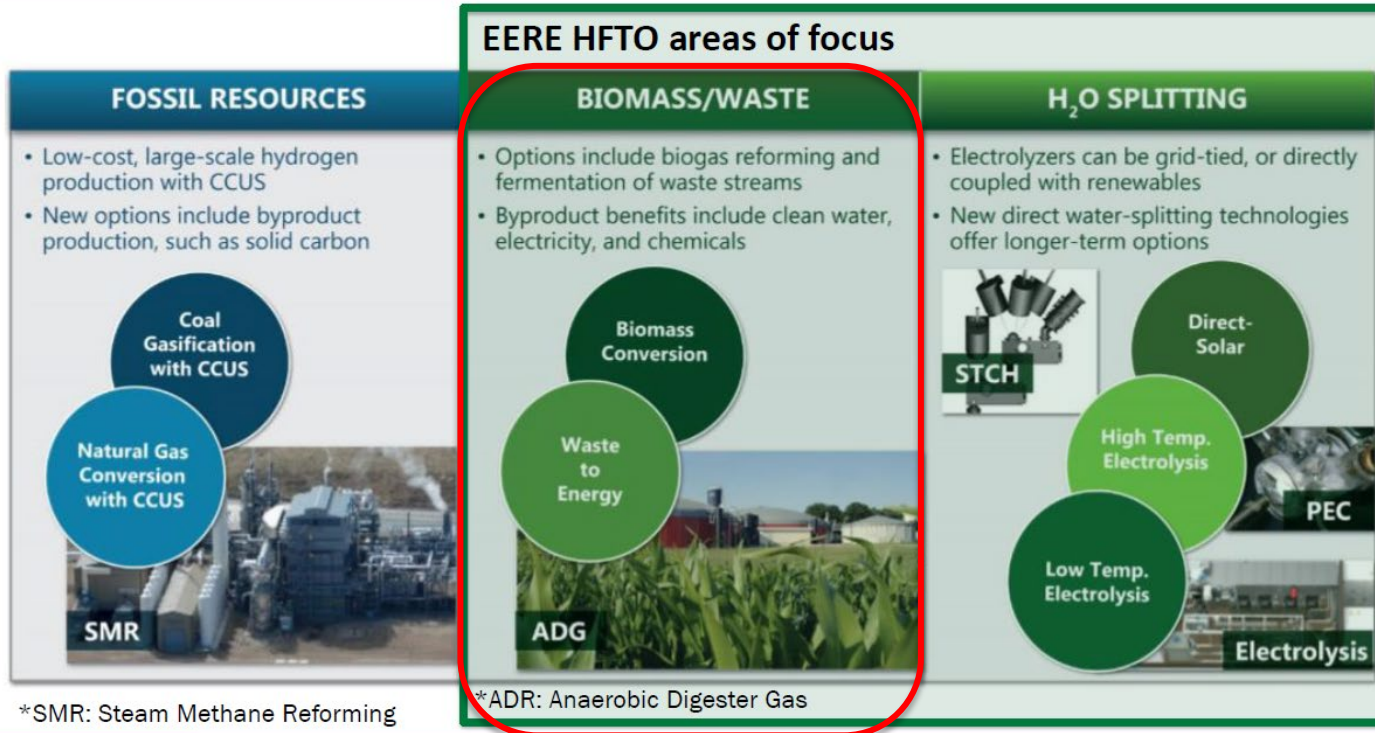 EERE HFTO areas of focus
FOSSIL RESOURCES
• Low-cost, large-scale hydrogen
production with CCUS
• New options include byproduct
production, such as solid carbon
Coal
Gasification
with CCUS
Natural Gas
Conversion
with CCUS
SMR
*SMR: Steam Methane Reforming
BIOMASS/WASTE
• Options include biogas reforming and
fermentation of waste streams
• Byproduct benefits include clean water,
electricity, and chemicals
Biomass
Conversion
Waste
to
Energy
ADG
*ADR: Anaerobic Digester Gas
H₂O SPLITTING
• Electrolyzers can be grid-tied, or directly
coupled with renewables
• New direct water-splitting technologies
offer longer-term options
STCH
Direct-
Solar
High Temp.
Electrolysis
PEC
Low Temp.
Electrolysis
Electrolysis